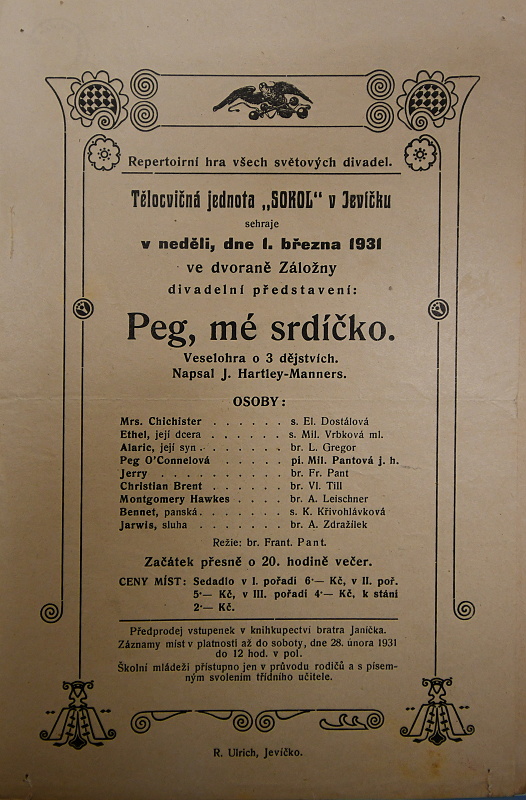 Repertoirní hra všech světových divadel.
Tělocvičná jednota „SOKOL“ v Jevíčku
sehraje
v neděli, dne 1. března 1931
ve dvoraně Záložny
divadelní představení:
Peg, mé srdíčko.
Veselohra o 3 dějstvích.
Napsal J. Hartley-Manners.
OSOBY:
Mrs. Chichister . . . . . . s. El. Dostálová
Ethel, její dcera . . . . . . s. Mil. Vrbková ml.
Alaric, její syn . . . . . . . br. L. Gregor
Peg O'Connelová . . . . . pí. Mil. Pantová j. h.
Jerry . . . . . . . . . . br. Fr. Pant
Christian Brent . . . . . . br. Vl. Till
Montgomery Hawkes . . . . br. A. Leischner
Bennet, panská . . . . . . . s. K. Křivohlávková
Jarwis, sluha . . . . . . . br. A. Zdražílek
Režie: br. Frant. Pant.
Začátek přesně o 20. hodině večer.
CENY MÍST: Sedadlo v I. pořadí 6·— Kč, v II. poř.
5·— Kč, v III. pořadí 4·— Kč, k stání
2·— Kč.
Předprodej vstupenek v knihkupectví bratra Janíčka.
Záznamy míst v platnosti až do soboty, dne 28. února 1931
do 12 hod. v pol.
Školní mládeži přístupno jen v průvodu rodičů a s písem-
ným svolením třídního učitele.
R. Ulrich, Jevíčko.